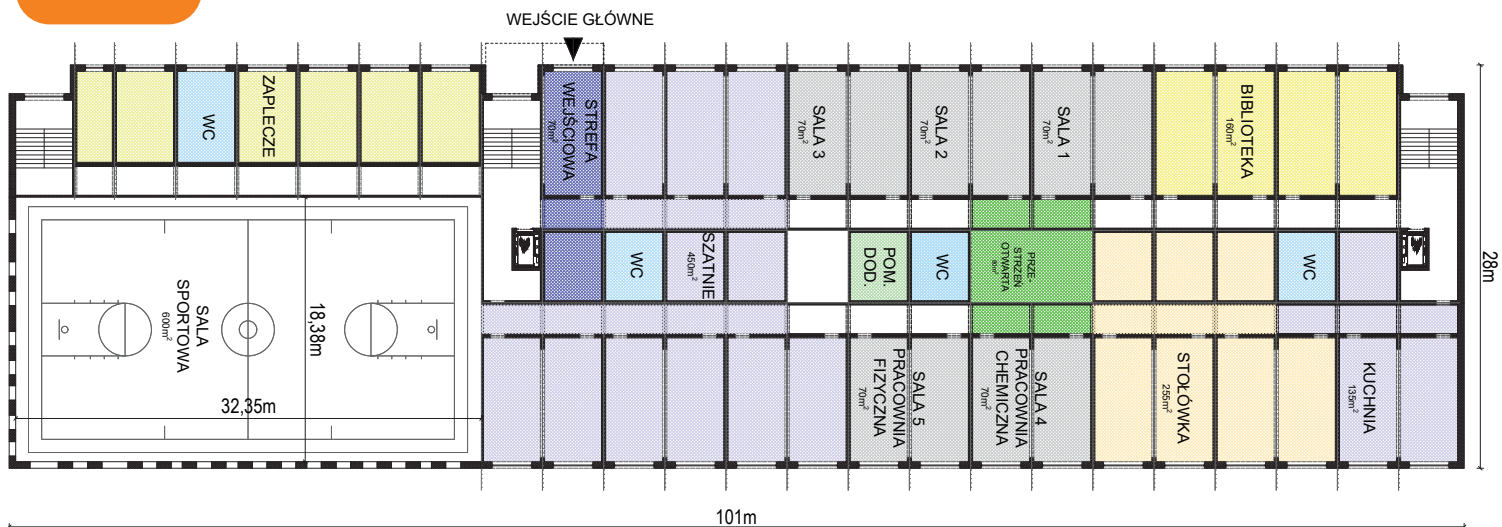 WEJŚCIE GŁÓWNE
WC
ZAPLECZE
STREFA
WEJŚCIOWA
70m²
SALA 3
70m²
SALA 2
70m²
SALA 1
70m²
BIBLIOTEKA
160m²
WC
SZATNIE
450m²
POM.
DOD.
WC
PRZE-
STRZEŃ
OTWARTA
WC
28m
SALA
SPORTOWA
600m²
18,38m
32,35m
SALA 5
PRACOWNIA
FIZYCZNA
70m²
SALA 4
PRACOWNIA
CHEMICZNA
70m²
STOŁÓWKA
255m²
KUCHNIA
135m²
101m